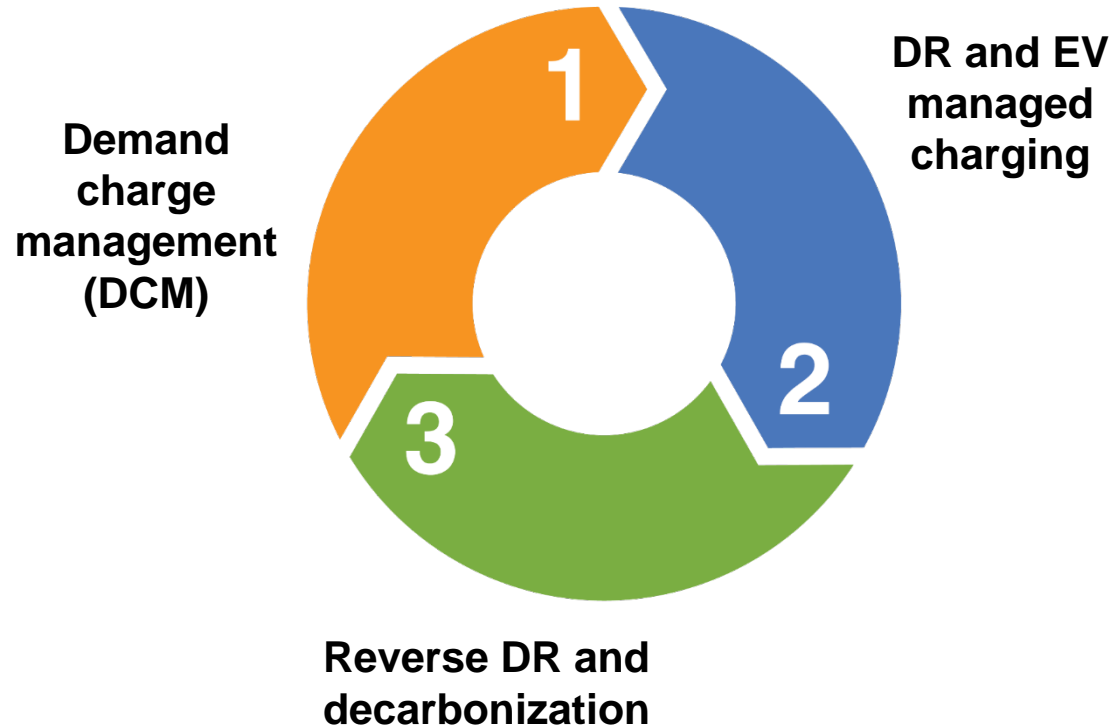 1
Demand
charge
management
(DCM)
DR and EV
managed
charging
2
3
Reverse DR and
decarbonization